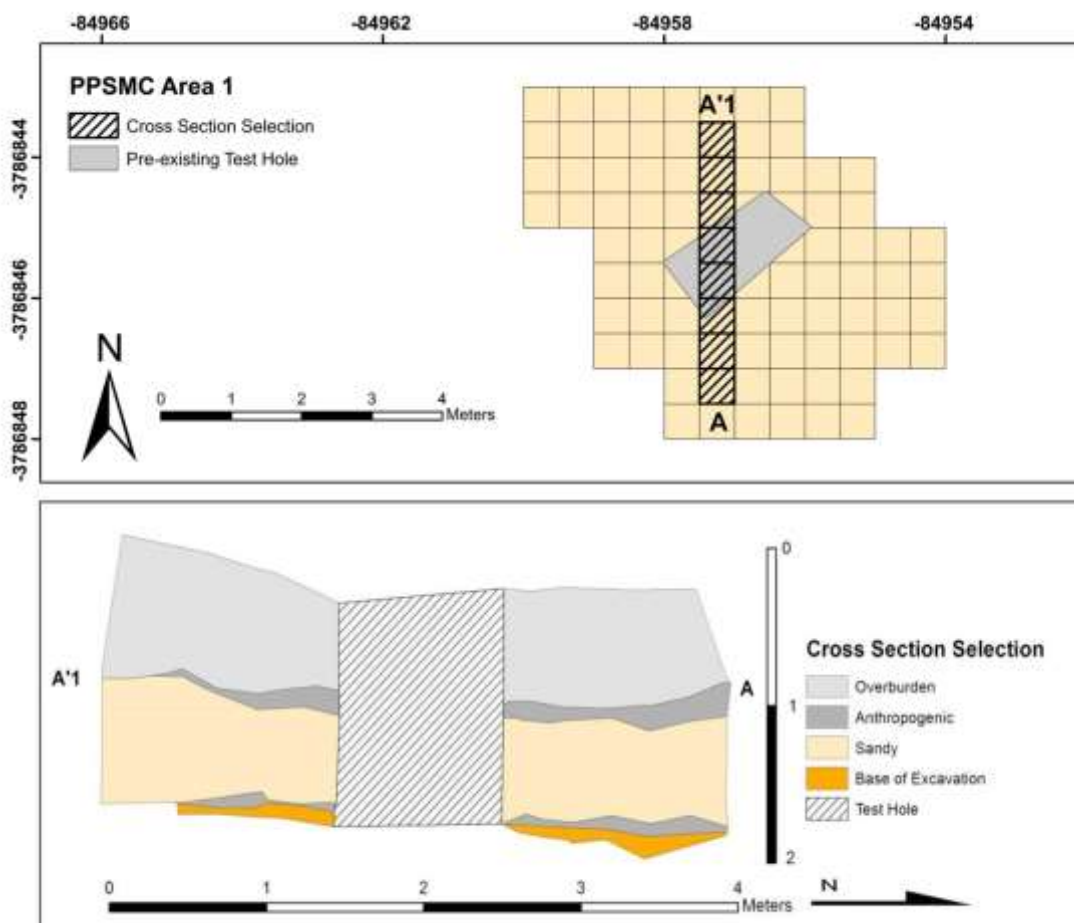 -84966 -84962 -84958 -84954
PPSMC Area 1
Cross Section Selection
Pre-existing Test Hole
A'1
A
-3786844
-3786846
-3786848
N
0 1 2 3 4
Meters
A'1
A
0
1
2
Cross Section Selection
Overburden
Anthropogenic
Sandy
Base of Excavation
Test Hole
0 1 2 3 4
Meters
N